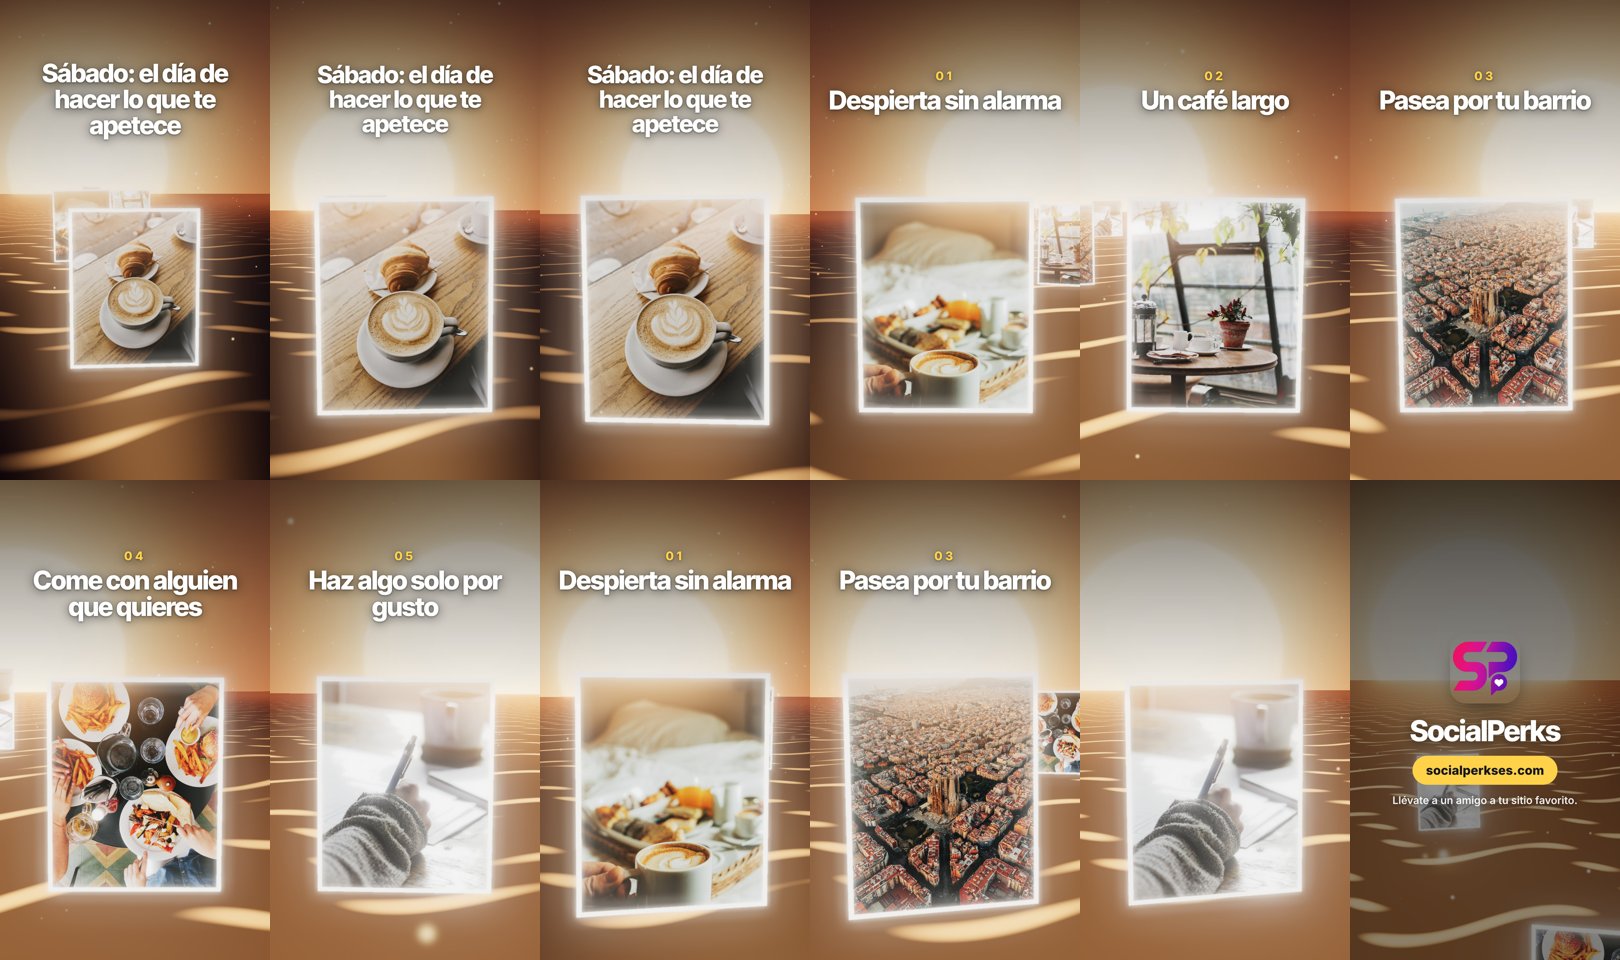 Sábado: el día de
hacer lo que te
apetece
Sábado: el día de
hacer lo que te
apetece
Sábado: el día de
hacer lo que te
apetece
01
Despierta sin alarma
02
Un café largo
03
Pasea por tu barrio
04
Come con alguien
que quieres
05
Haz algo solo por
gusto
01
Despierta sin alarma
03
Pasea por tu barrio
SP
SocialPerks
socialperkses.com
Llévate a un amigo a tu sitio favorito.